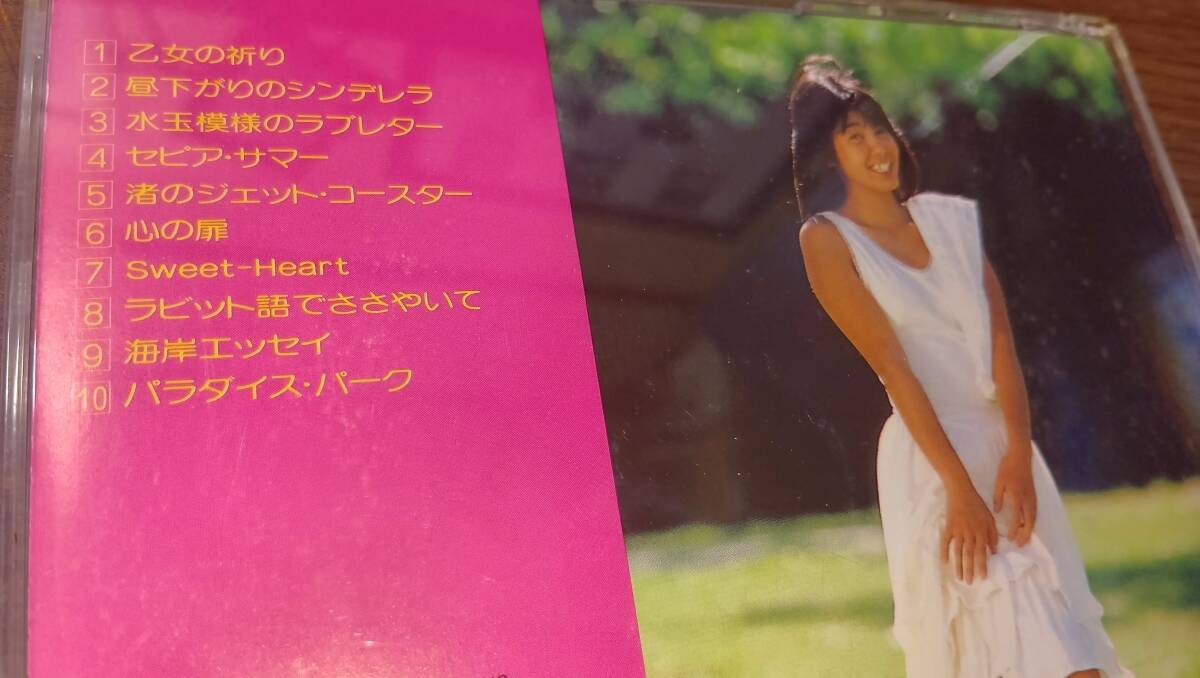 1 乙女の祈り
2 昼下がりのシンデレラ
3 水玉模様のラブレター
4 セピア・サマー
5 渚のジェット・コースター
6 心の扉
7 Sweet-Heart
8 ラビット語でささやいて
9 海岸エッセイ
10 パラダイス・パーク